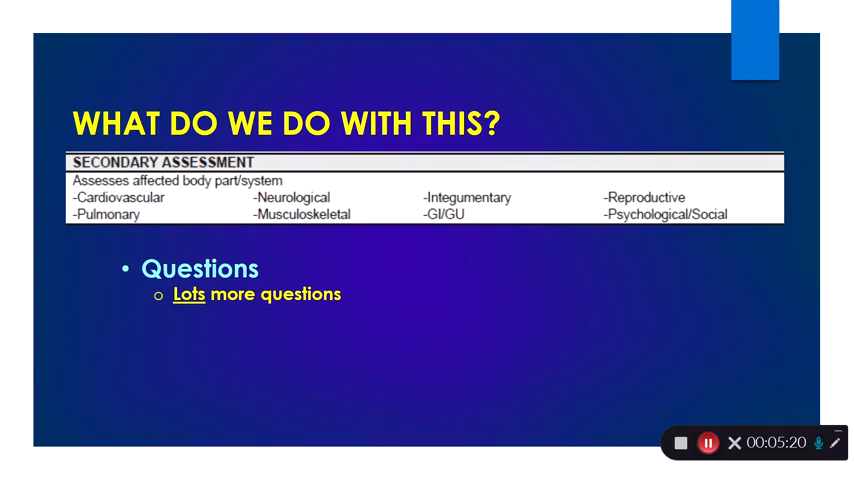 WHAT DO WE DO WITH THIS?
SECONDARY ASSESSMENT
Assesses affected body part/system
-Cardiovascular -Neurological -Integumentary -Reproductive
-Pulmonary -Musculoskeletal -GI/GU -Psychological/Social
• Questions
o Lots more questions
00:05:20